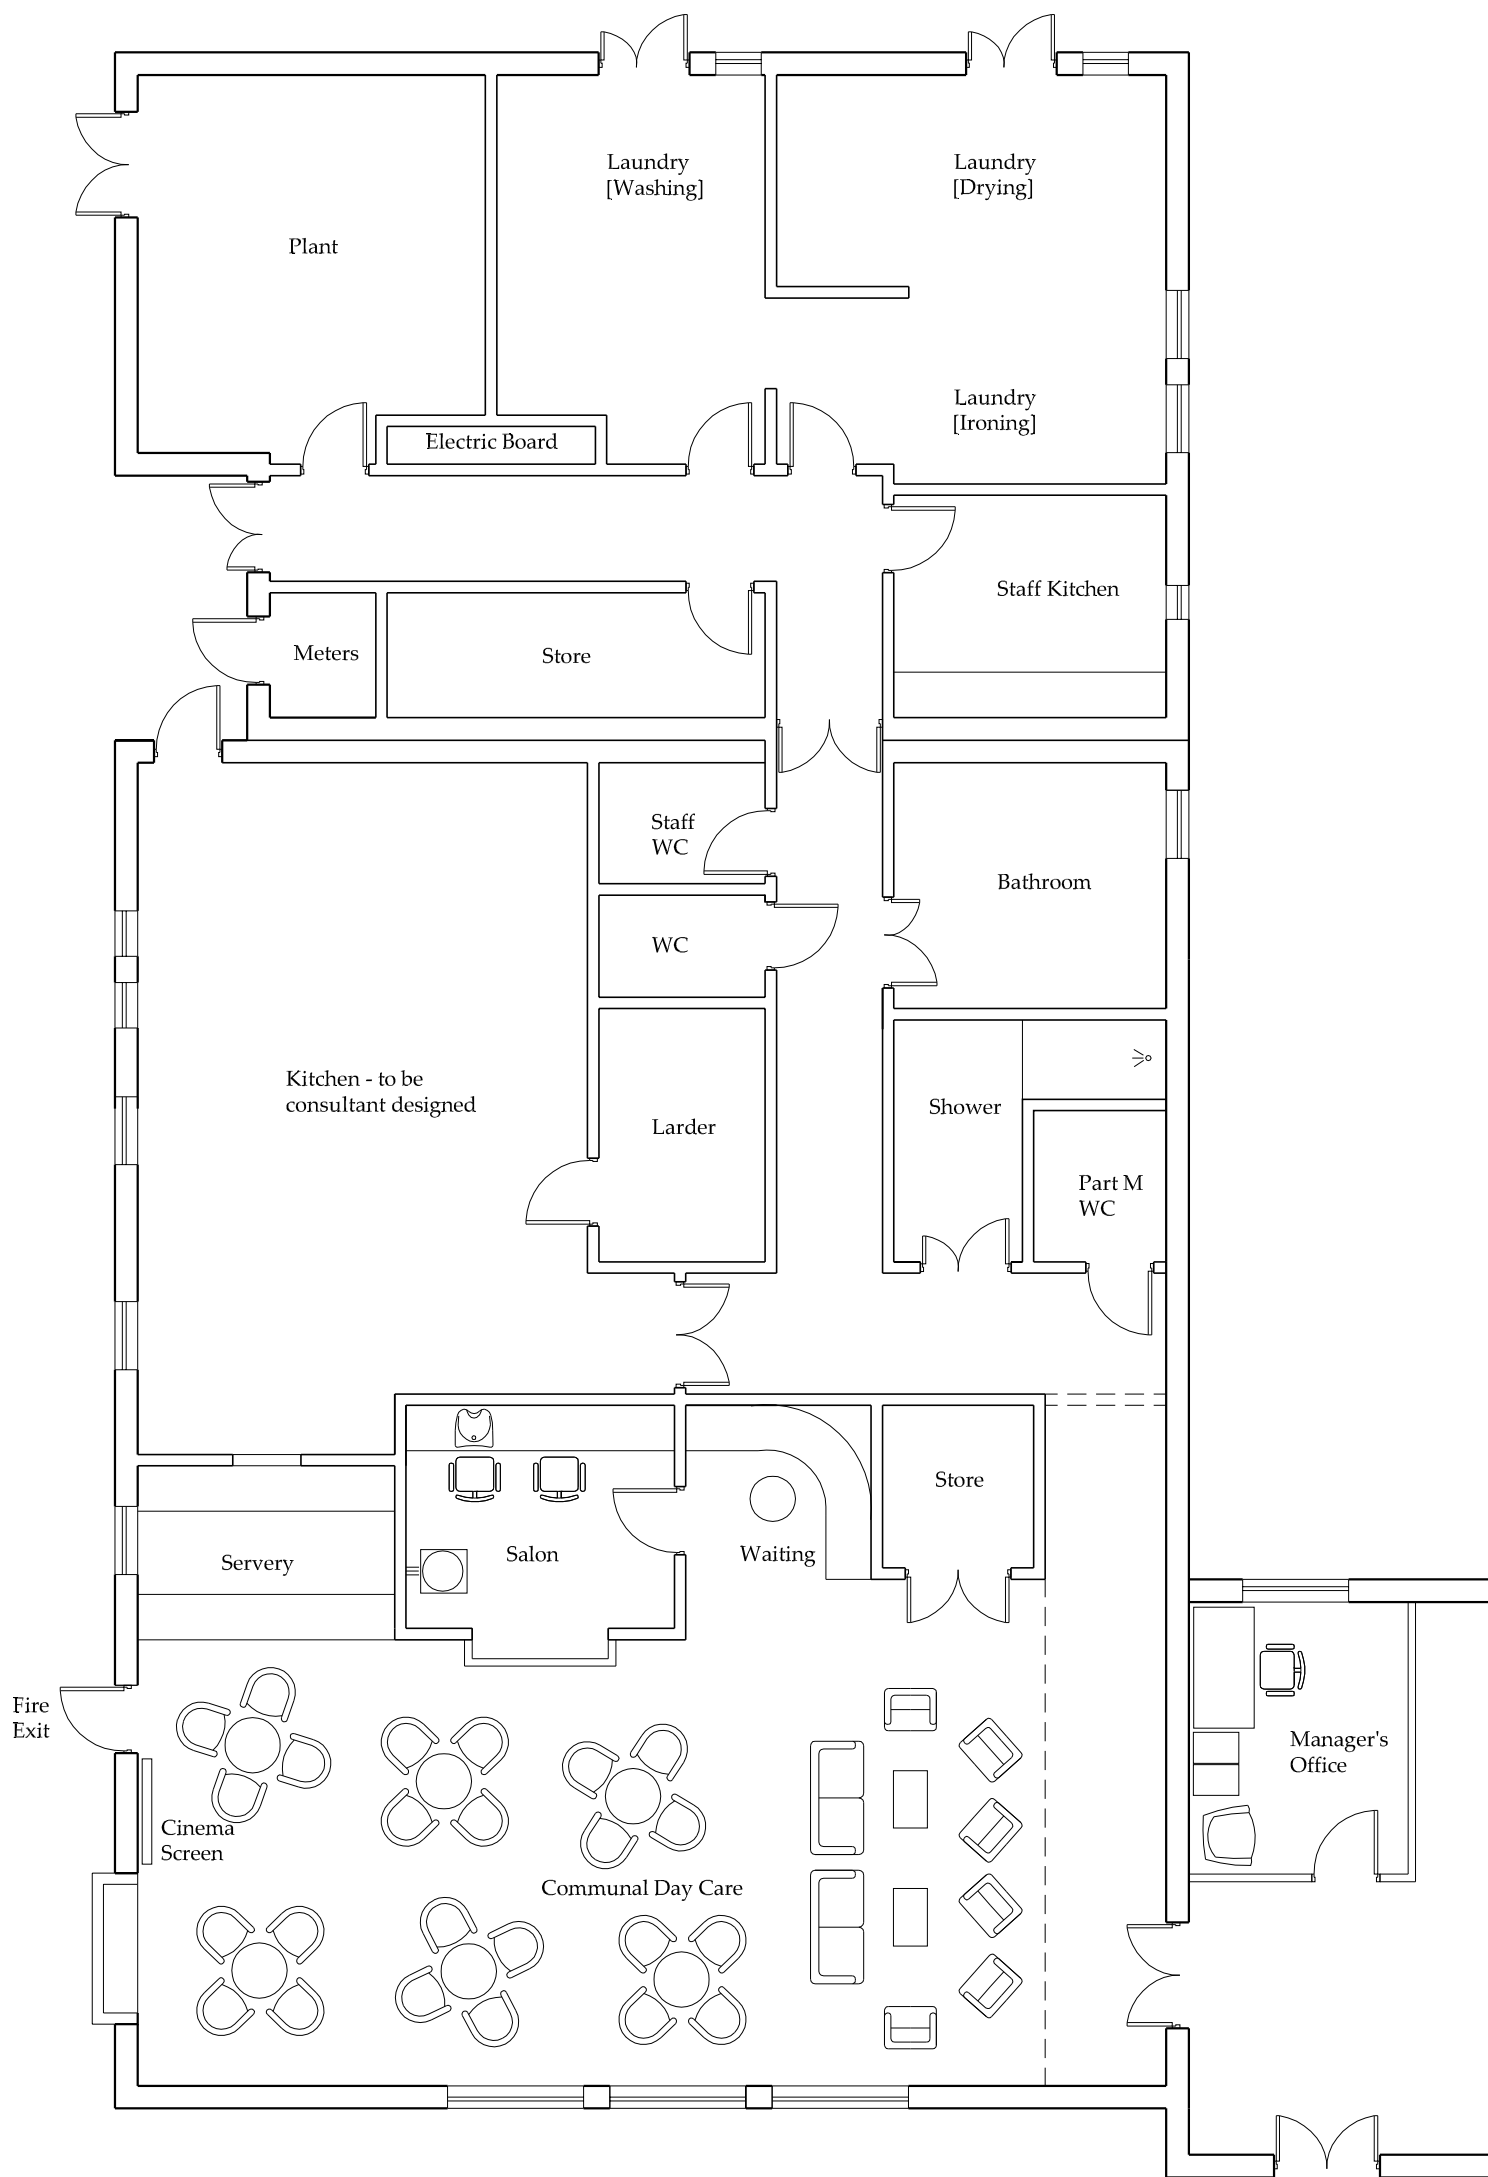 Laundry
[Washing]
Laundry
[Drying]
Plant
Laundry
[Ironing]
Electric Board
Staff Kitchen
Meters
Store
Staff
WC
Bathroom
WC
Kitchen - to be
consultant designed
Shower
Larder
Part M
WC
Store
Salon
Waiting
Servery
Fire
Exit
Manager's
Office
Cinema
Screen
Communal Day Care